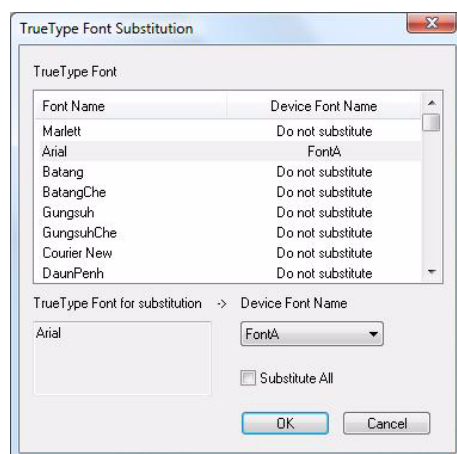 TrueType Font Substitution
TrueType Font
Font Name Device Font Name
Marlett Do not substitute
Arial FontA
Batang Do not substitute
BatangChe Do not substitute
Gungsuh Do not substitute
GungsuhChe Do not substitute
Courier New Do not substitute
DaunPenh Do not substitute
TrueType Font for substitution -> Device Font Name
Arial FontA
Substitute All
OK Cancel